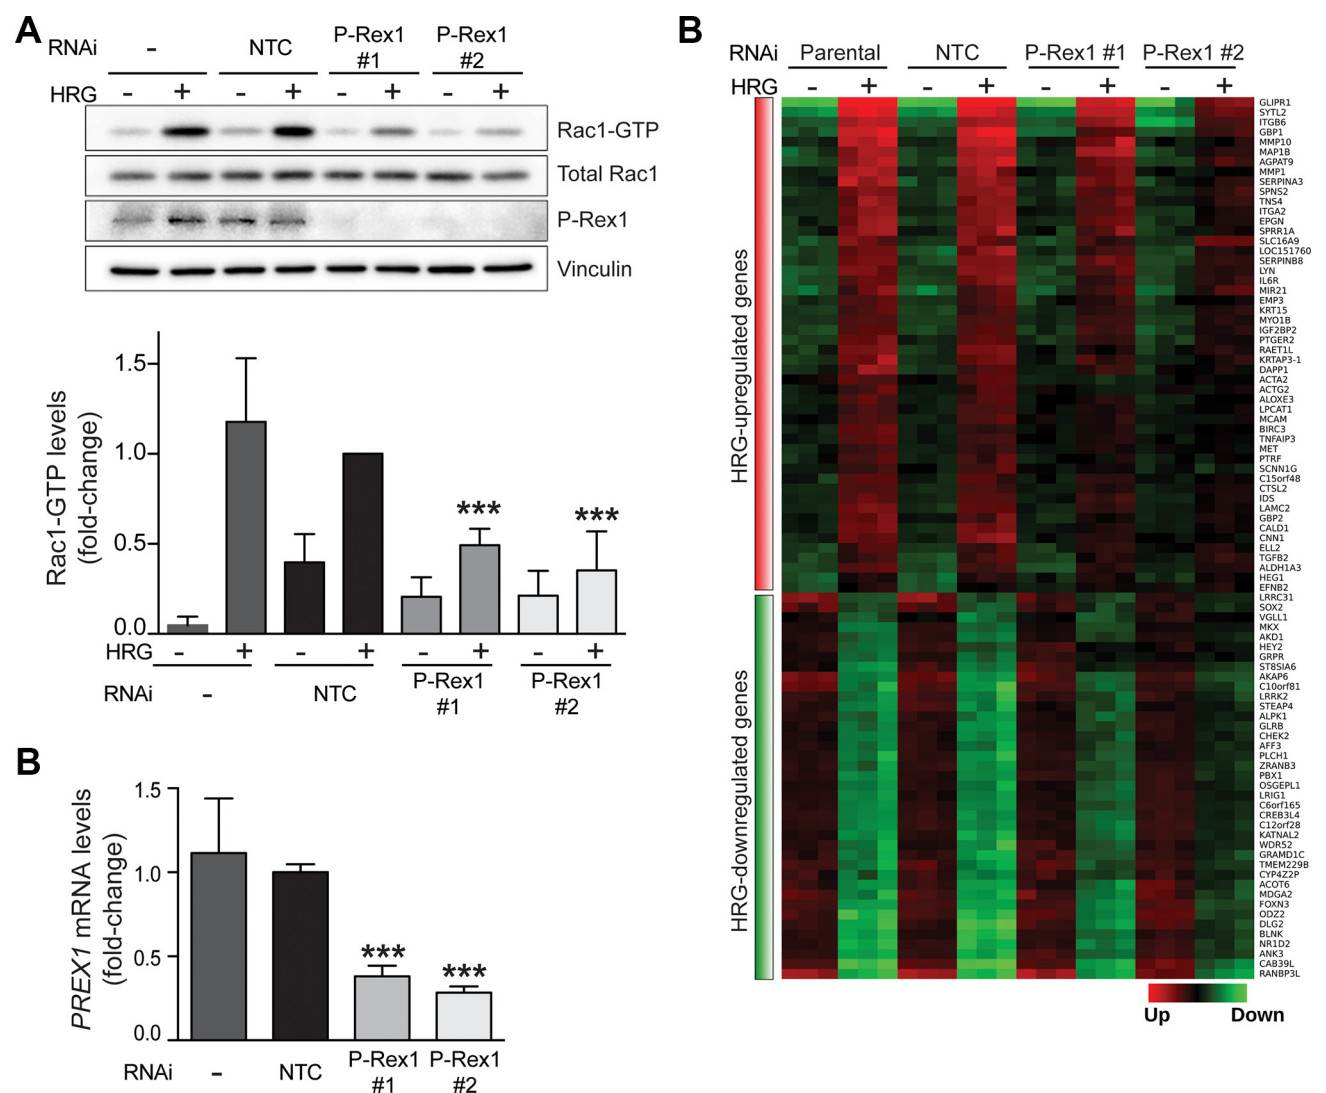 A
RNAi
-
NTC
P-Rex1
#1
P-Rex1
#2
HRG
- + - + - + - +
Rac1-GTP
Total Rac1
P-Rex1
Vinculin
Rac1-GTP levels
(fold-change)
1.5
1.0
0.5
0.0
***
***
HRG - + - + - + - +
RNAi - NTC P-Rex1 P-Rex1
#1 #2
B
PREX1 mRNA levels
(fold-change)
1.5
1.0
0.5
0.0
***
***
RNAi - NTC P-Rex1 P-Rex1
#1 #2
B
RNAi Parental NTC P-Rex1 #1 P-Rex1 #2
HRG - + - + - + - +
HRG-upregulated genes
GLIPR1
SYTL2
ITGB6
GBP1
MMP10
MAP1B
AGPAT9
MMP1
SERPINA3
SPNS2
TNS4
ITGA2
EPGN
SPRR1A
SLC16A9
LOC151760
SERPINB8
LYN
IL6R
MIR21
EMP3
KRT15
MYO1B
IGF2BP2
PTGER2
RAET1L
KRTAP3-1
DAPP1
ACTA2
ACTG2
ALOXE3
LPCAT1
MCAM
BIRC3
TNFAIP3
MET
PTRF
SCNN1G
C15orf48
CTSL2
IDS
LAMC2
GBP2
CALD1
CNN1
ELL2
TGFB2
ALDH1A3
HEG1
EFNB2
HRG-downregulated genes
LRRC31
SOX2
VGLL1
MKX
AKD1
HEY2
GRPR
ST8SIA6
AKAP6
C10orf81
LRRK2
STEAP4
ALPK1
GLRB
CHEK2
AFF3
PLCH1
ZRANB3
PBX1
OSGEPL1
LRIG1
C6orf165
CREB3L4
C12orf28
KATNAL2
WDR52
GRAMD1C
TMEM229B
CYP4Z2P
ACOT6
MDGA2
FOXN3
ODZ2
DLG2
BLNK
NR1D2
ANK3
CAB39L
RANBP3L
Up Down